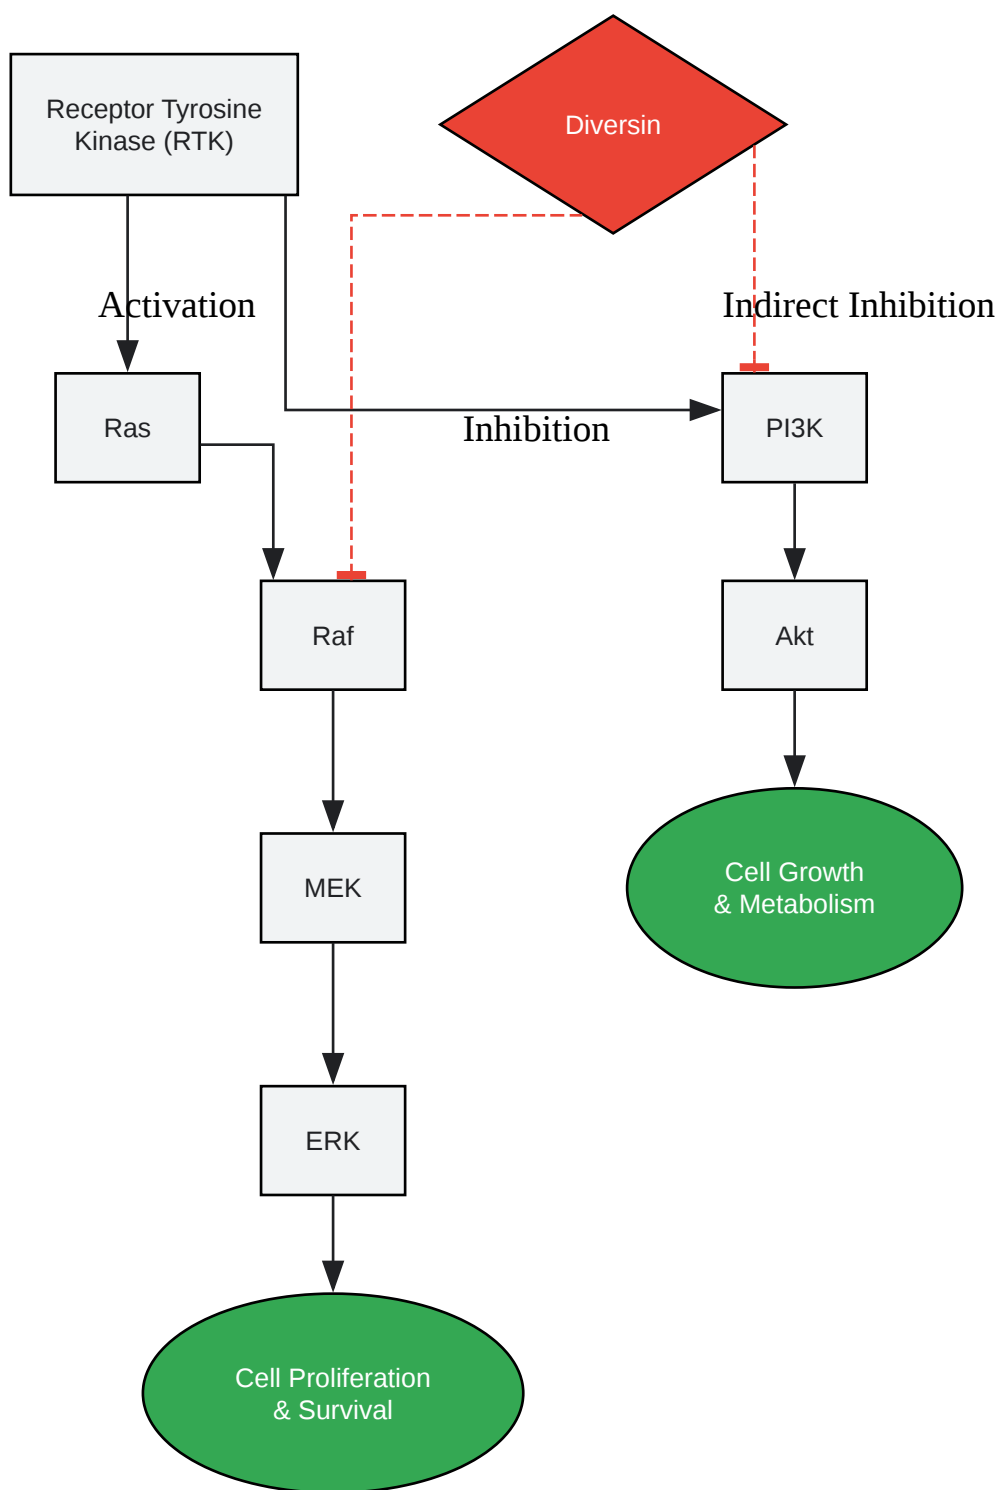 Receptor Tyrosine
Kinase (RTK)
Diversin
Activation
Indirect Inhibition
Ras
Inhibition
PI3K
Raf
Akt
MEK
Cell Growth
& Metabolism
ERK
Cell Proliferation
& Survival